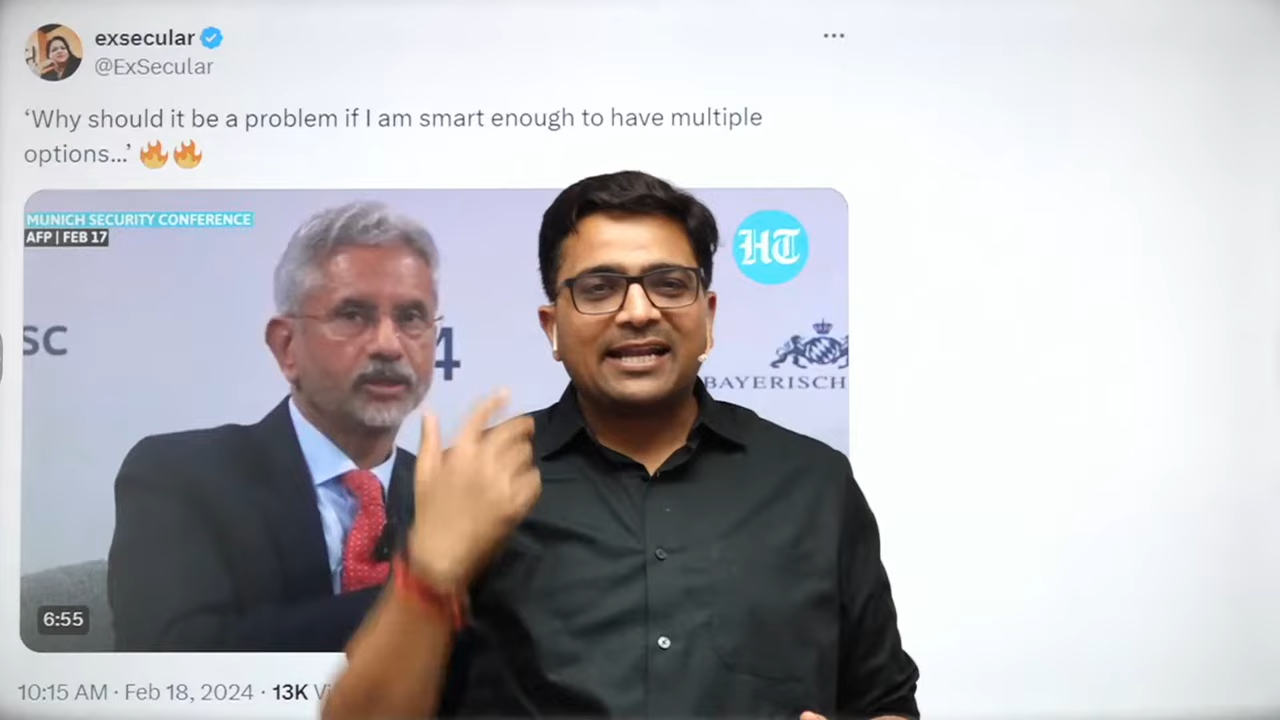 exsecular
@ExSecular
‘Why should it be a problem if I am smart enough to have multiple
options...’ 🔥🔥
MUNICH SECURITY CONFERENCE
AFP | FEB 17
HT
SC
4
BAYERISCH
6:55
10:15 AM · Feb 18, 2024 · 13K